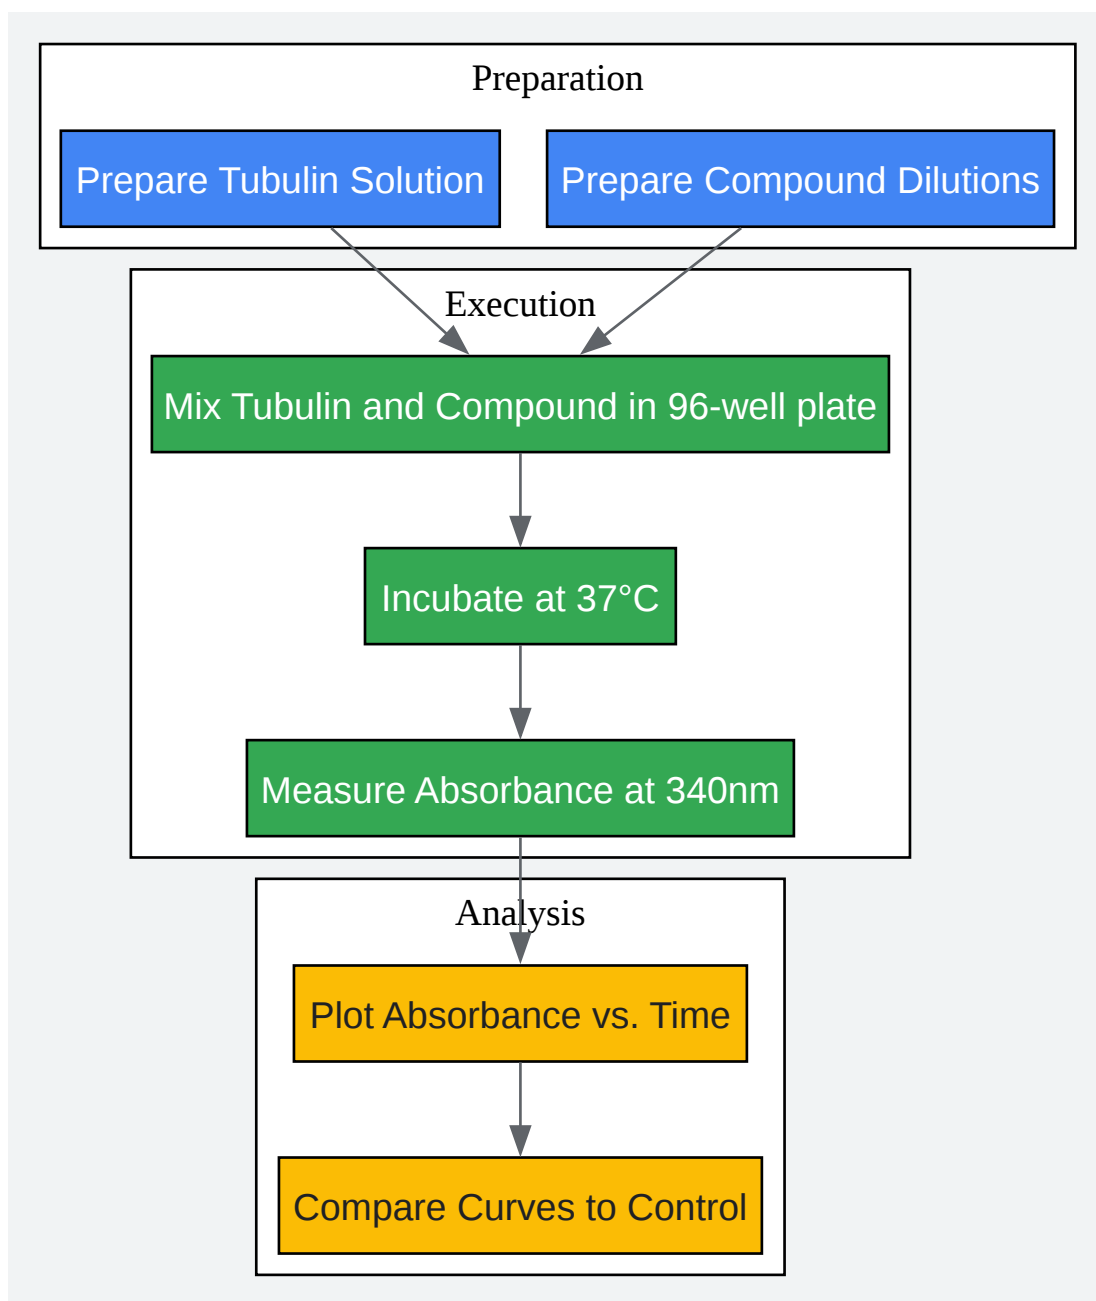 Preparation
Prepare Tubulin Solution
Prepare Compound Dilutions
Execution
Mix Tubulin and Compound in 96-well plate
Incubate at 37°C
Measure Absorbance at 340nm
Analysis
Plot Absorbance vs. Time
Compare Curves to Control